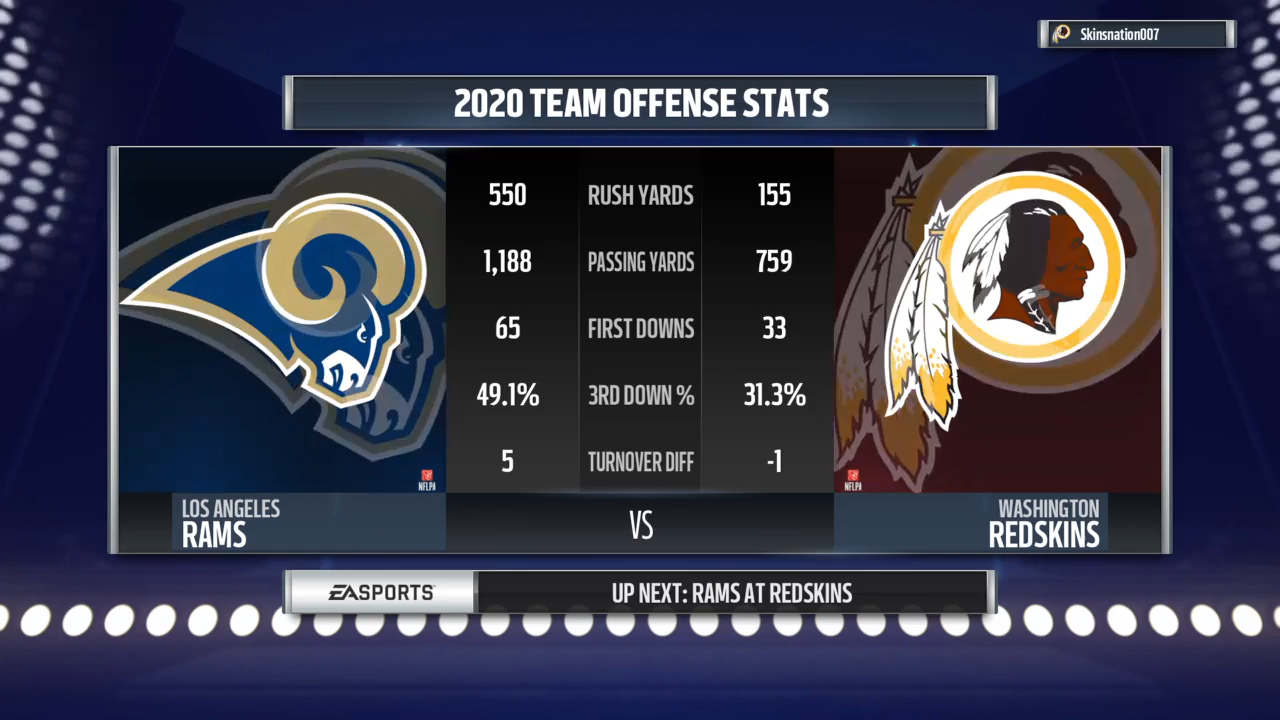 Skinsnation007
2020 TEAM OFFENSE STATS
550 RUSH YARDS 155
1,188 PASSING YARDS 759
65 FIRST DOWNS 33
49.1% 3RD DOWN % 31.3%
5 TURNOVER DIFF -1
NFLPA
NFLPA
LOS ANGELES
RAMS
VS
WASHINGTON
REDSKINS
EA SPORTS
UP NEXT: RAMS AT REDSKINS